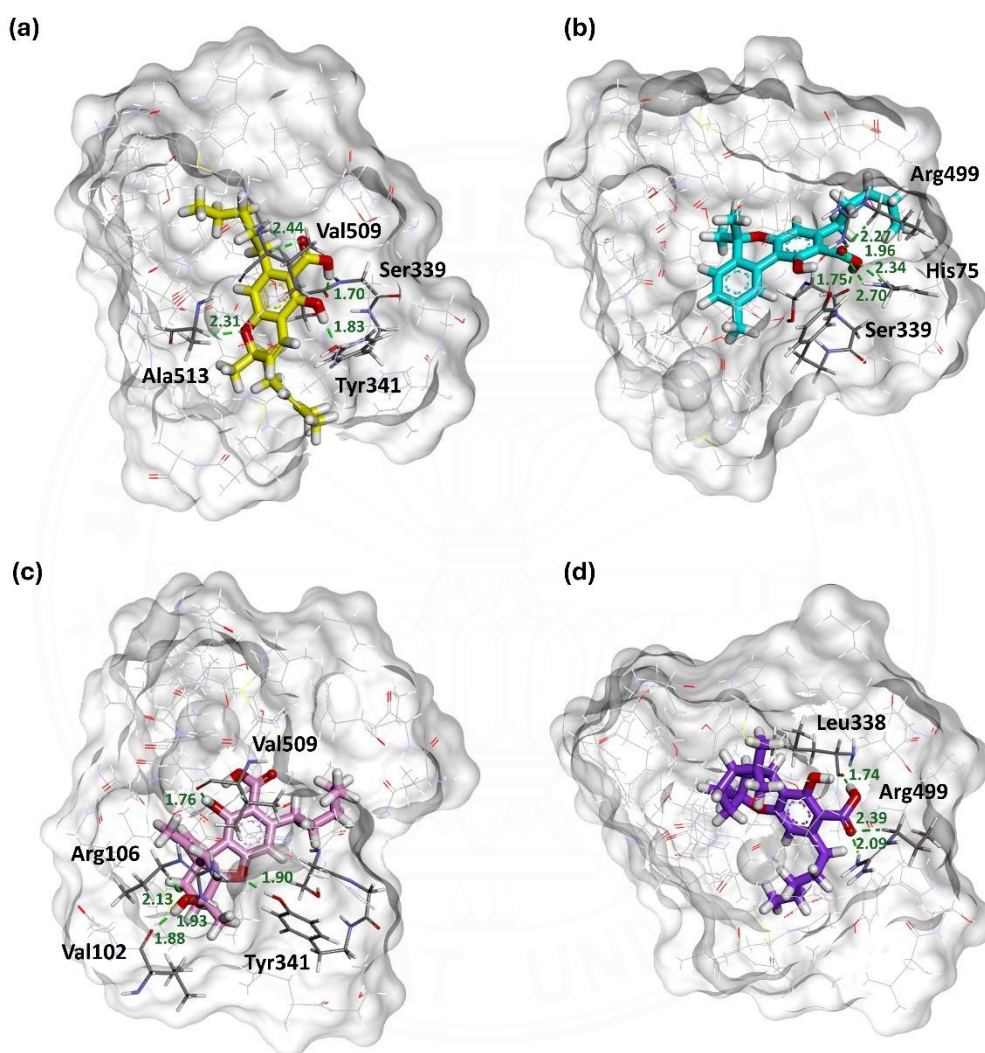 (a)
2.44
Val509
Ser339
1.70
2.31
1.83
Ala513
Tyr341
(b)
Arg499
2.27
1.96
2.34
His75
1.75
2.70
Ser339
(c)
Val509
1.76
Arg106
1.90
2.13
1.93
1.88
Val102
Tyr341
(d)
Leu338
1.74
Arg499
2.39
2.09